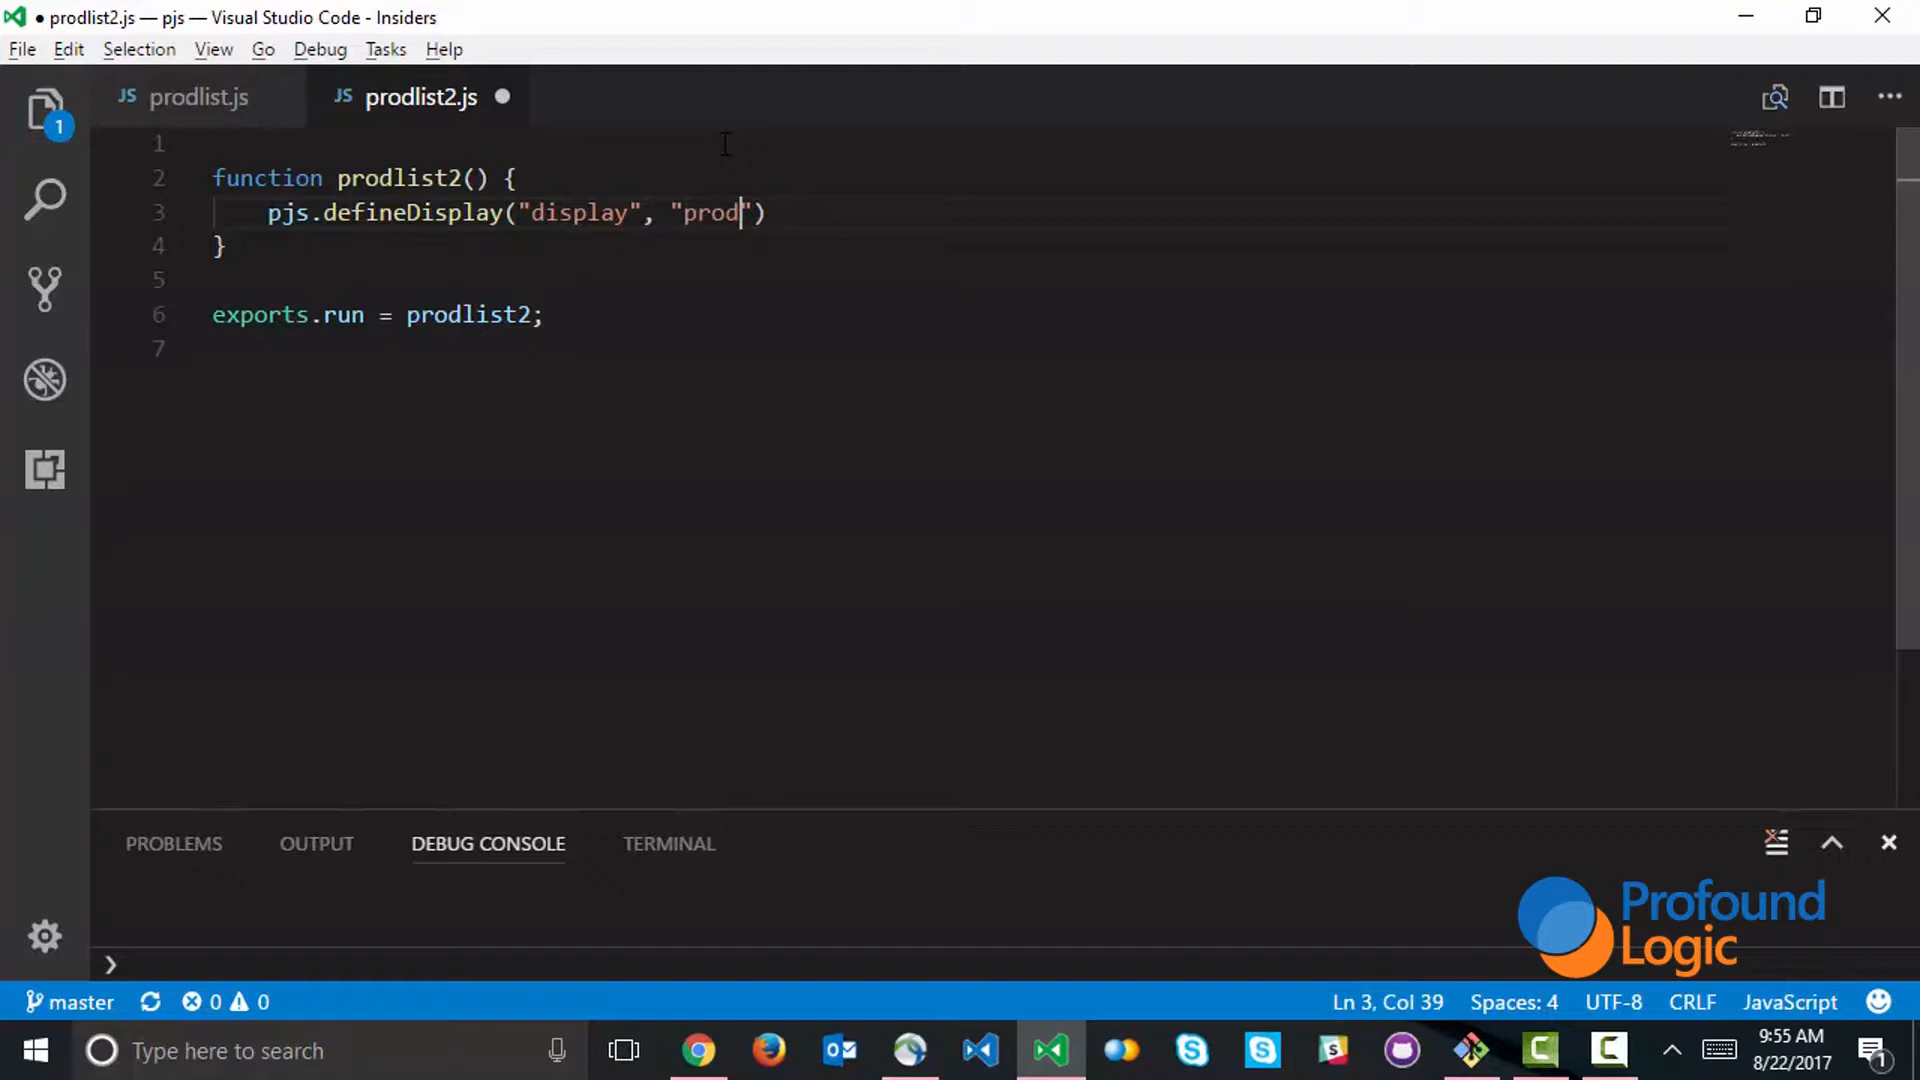 ● prodlist2.js — pjs — Visual Studio Code - Insiders
File Edit Selection View Go Debug Tasks Help
JS prodlist.js JS prodlist2.js ●
1
1
2 function prodlist2() {
3 pjs.defineDisplay("display", "prod")
4 }
5
6 exports.run = prodlist2;
7
PROBLEMS OUTPUT DEBUG CONSOLE TERMINAL
Profound
Logic
master 0 0 Ln 3, Col 39 Spaces: 4 UTF-8 CRLF JavaScript
Type here to search
9:55 AM
8/22/2017
1